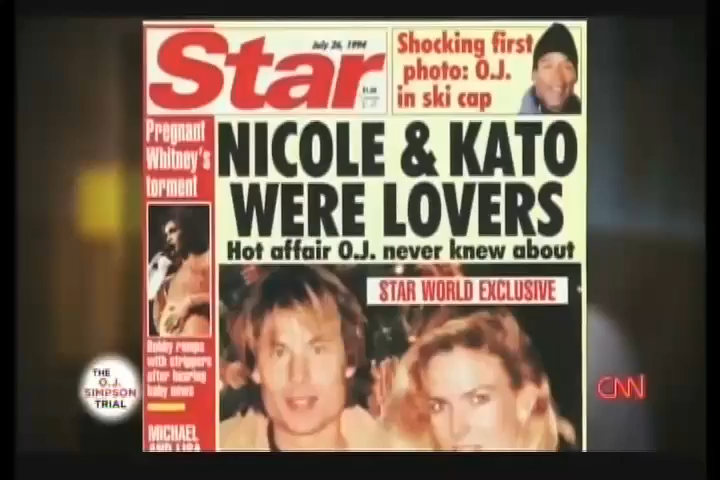 Star
July 26, 1994
Shocking first
photo: O.J.
in ski cap
Pregnant
Whitney's
torment
NICOLE & KATO
WERE LOVERS
Hot affair O.J. never knew about
STAR WORLD EXCLUSIVE
Bobby romps
with strippers
after hearing
baby news
MICHAEL
AND LISA
THE
O.J.
SIMPSON
TRIAL
CNN